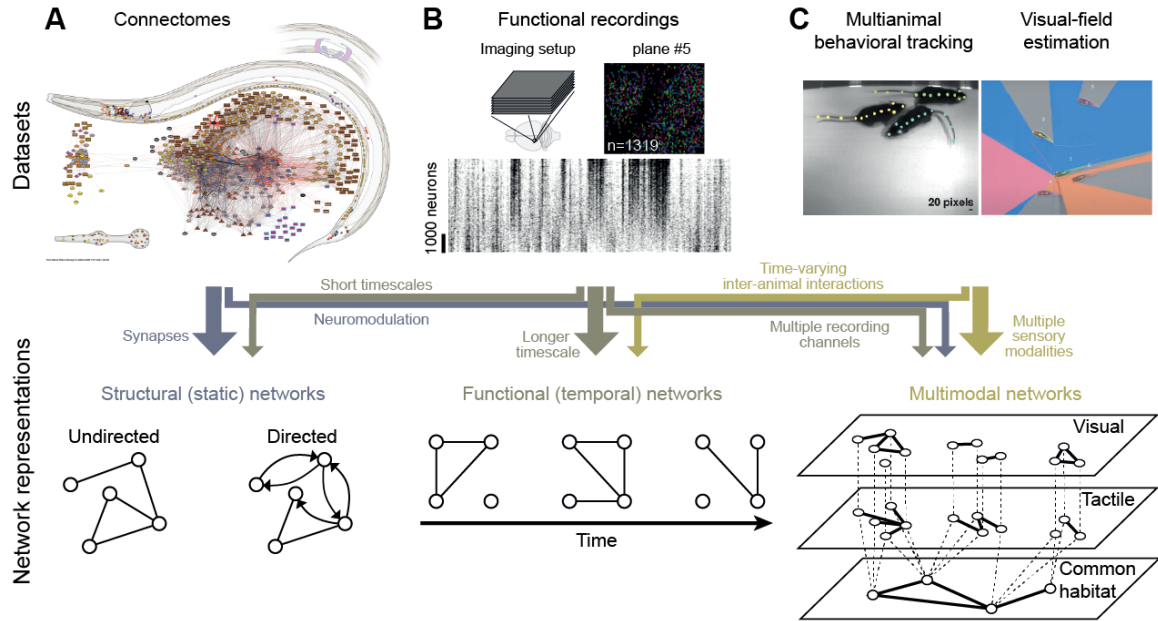 A Connectomes
B Functional recordings
Imaging setup
plane #5
n=1319
1000 neurons
C Multianimal
behavioral tracking
Visual-field
estimation
20 pixels
Datasets
Short timescales
Neuromodulation
Synapses
Longer
timescale
Time-varying
inter-animal interactions
Multiple recording
channels
Multiple
sensory
modalities
Network representations
Structural (static) networks
Undirected
Directed
Functional (temporal) networks
Time
Multimodal networks
Visual
Tactile
Common
habitat